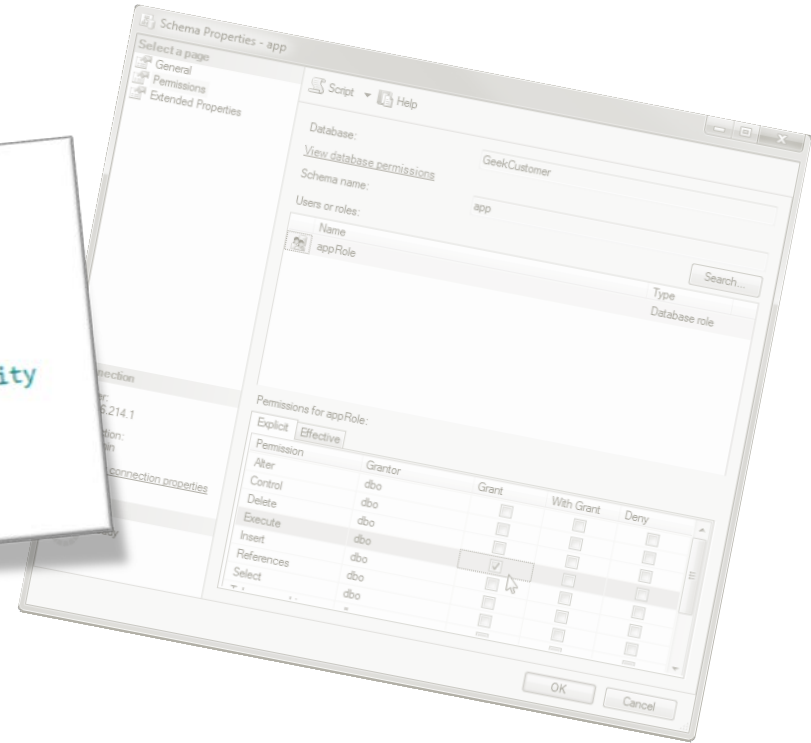 Schema Properties - app
Select a page
General
Permissions
Extended Properties
Script Help
Database:
GeekCustomer
View database permissions
Schema name:
app
Users or roles:
Name Type
appRole Database role
Search...
ity
nection
5.214.1
connection properties
Permissions for appRole:
Explicit Effective
Permission Grantor Grant With Grant Deny
Alter dbo
Control dbo
Delete dbo
Execute dbo
Insert dbo
References dbo
Select
OK Cancel